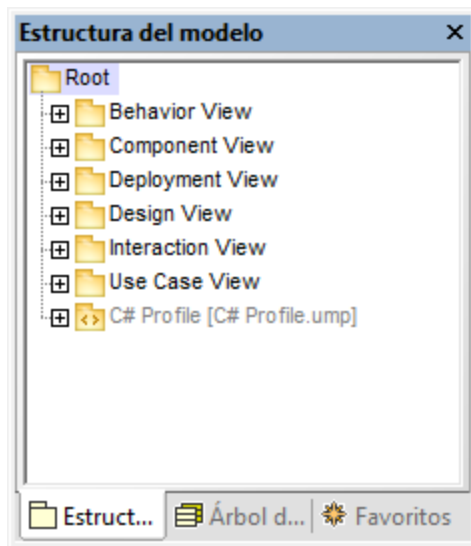 Estructura del modelo
Root
Behavior View
Component View
Deployment View
Design View
Interaction View
Use Case View
C# Profile [C# Profile.ump]
Estruct... Árbol d... Favoritos